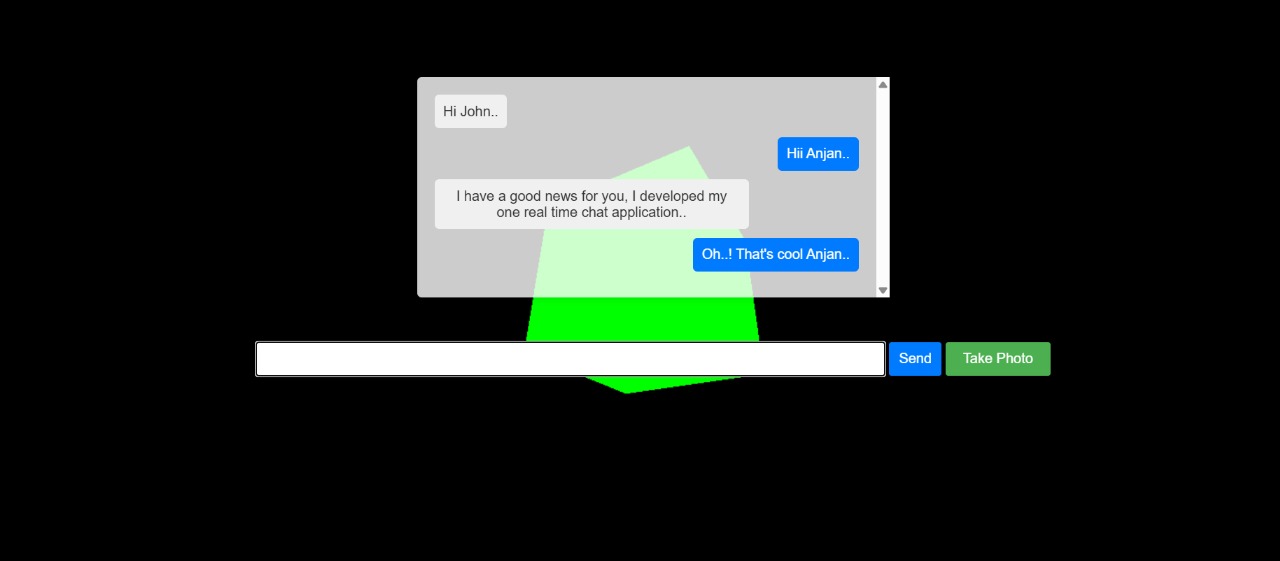 Hi John..
Hii Anjan..
I have a good news for you, I developed my
one real time chat application..
Oh..! That's cool Anjan..
Send
Take Photo